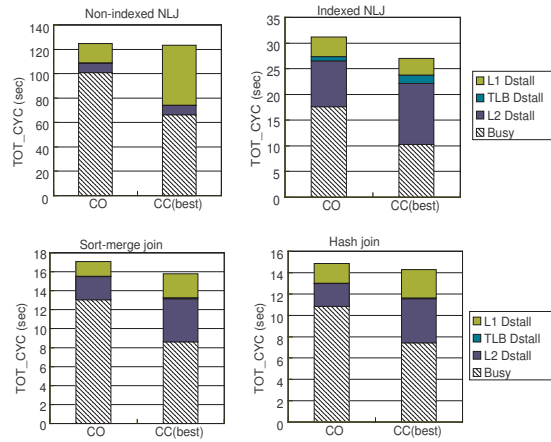 Non-indexed NLJ
TOT_CYC (sec)
140
120
100
80
60
40
20
0
CO
CC(best)
Indexed NLJ
TOT_CYC (sec)
35
30
25
20
15
10
5
0
CO
CC(best)
L1 Dstall
TLB Dstall
L2 Dstall
Busy
Sort-merge join
TOT_CYC (sec)
18
16
14
12
10
8
6
4
2
0
CO
CC(best)
Hash join
TOT_CYC (sec)
16
14
12
10
8
6
4
2
0
CO
CC(best)
L1 Dstall
TLB Dstall
L2 Dstall
Busy